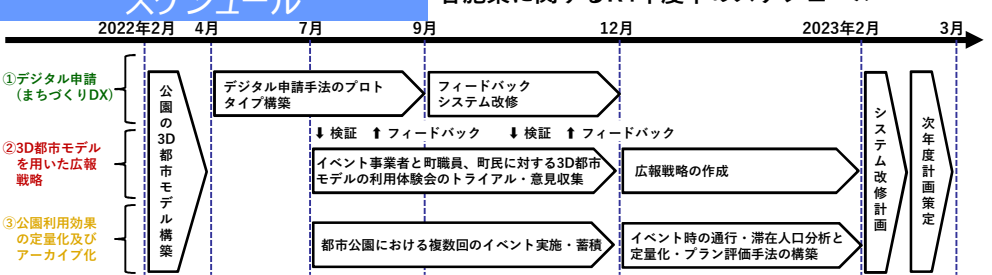 スケジュール
各施策に関するR4年度中のスケジュール
2022年2月 4月 7月 9月 12月 2023年2月 3月
①デジタル申請
(まちづくりDX)
②3D都市モデル
を用いた広報
戦略
③公園利用効果
の定量化及び
アーカイブ化
公園の3D都市モデル構築
デジタル申請手法のプロト
タイプ構築
フィードバック
システム改修
⬇ 検証 ⬆ フィードバック ⬇ 検証 ⬆ フィードバック
イベント事業者と町職員、町民に対する3D都市
モデルの利用体験会のトライアル・意見収集
広報戦略の作成
都市公園における複数回のイベント実施・蓄積
イベント時の通行・滞在人口分析と
定量化・プラン評価手法の構築
システム改修計画
次年度計画策定